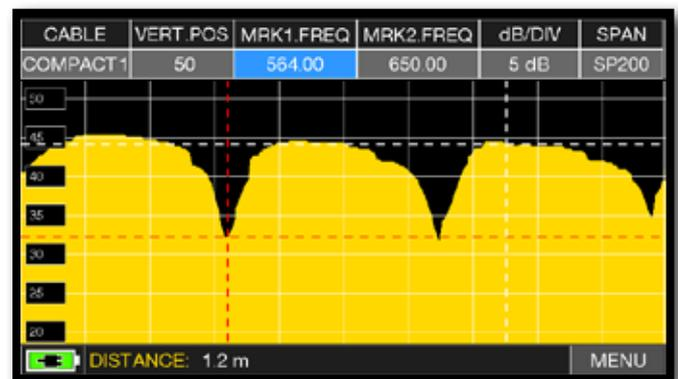 CABLE VERT.POS MRK1.FREQ MRK2.FREQ dB/DIV SPAN
COMPACT1 50 564.00 650.00 5 dB SP200
50
45
40
35
30
25
20
DISTANCE: 1.2 m MENU